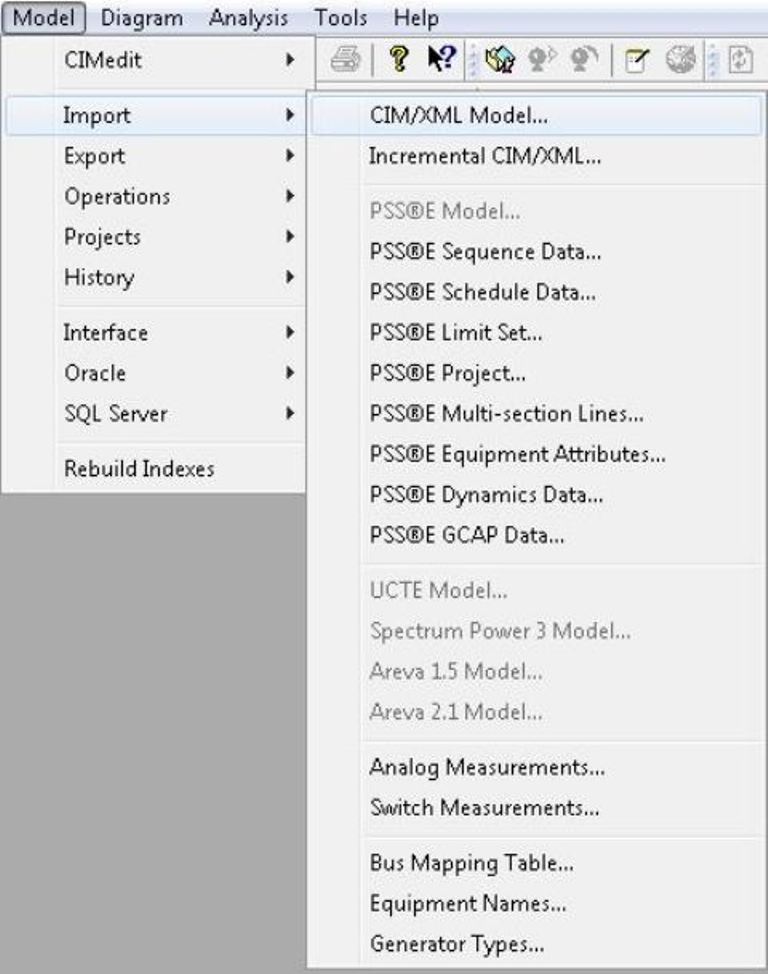 Model Diagram Analysis Tools Help
CIMedit
Import
Export
Operations
Projects
History
Interface
Oracle
SQL Server
Rebuild Indexes
CIM/XML Model...
Incremental CIM/XML...
PSS®E Model...
PSS®E Sequence Data...
PSS®E Schedule Data...
PSS®E Limit Set...
PSS®E Project...
PSS®E Multi-section Lines...
PSS®E Equipment Attributes...
PSS®E Dynamics Data...
PSS®E GCAP Data...
UCTE Model...
Spectrum Power 3 Model...
Areva 1.5 Model...
Areva 2.1 Model...
Analog Measurements...
Switch Measurements...
Bus Mapping Table...
Equipment Names...
Generator Types...